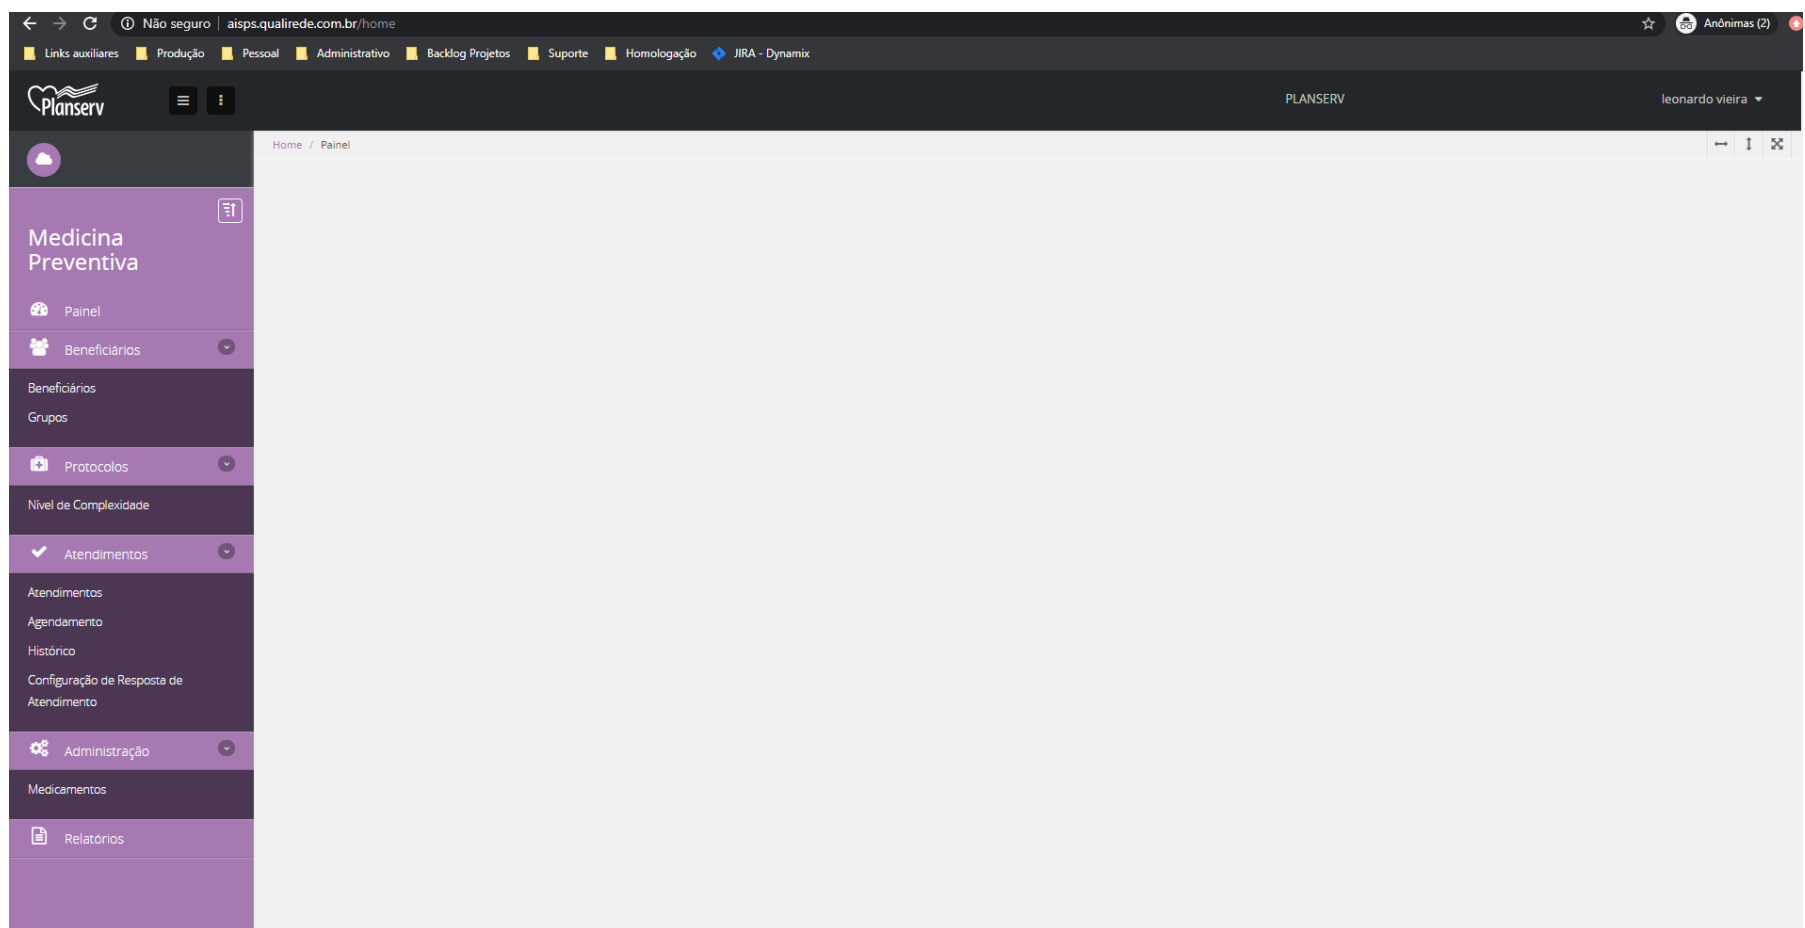 Não seguro | aisps.qualirede.com.br/home
Anônimas (2)
Links auxiliares Produção Pessoal Administrativo Backlog Projetos Suporte Homologação JIRA - Dynamix
Planserv
PLANSERV
leonardo vieira
Home / Painel
Medicina
Preventiva
Painel
Beneficiários
Beneficiários
Grupos
Protocolos
Nível de Complexidade
Atendimentos
Atendimentos
Agendamento
Histórico
Configuração de Resposta de
Atendimento
Administração
Medicamentos
Relatórios